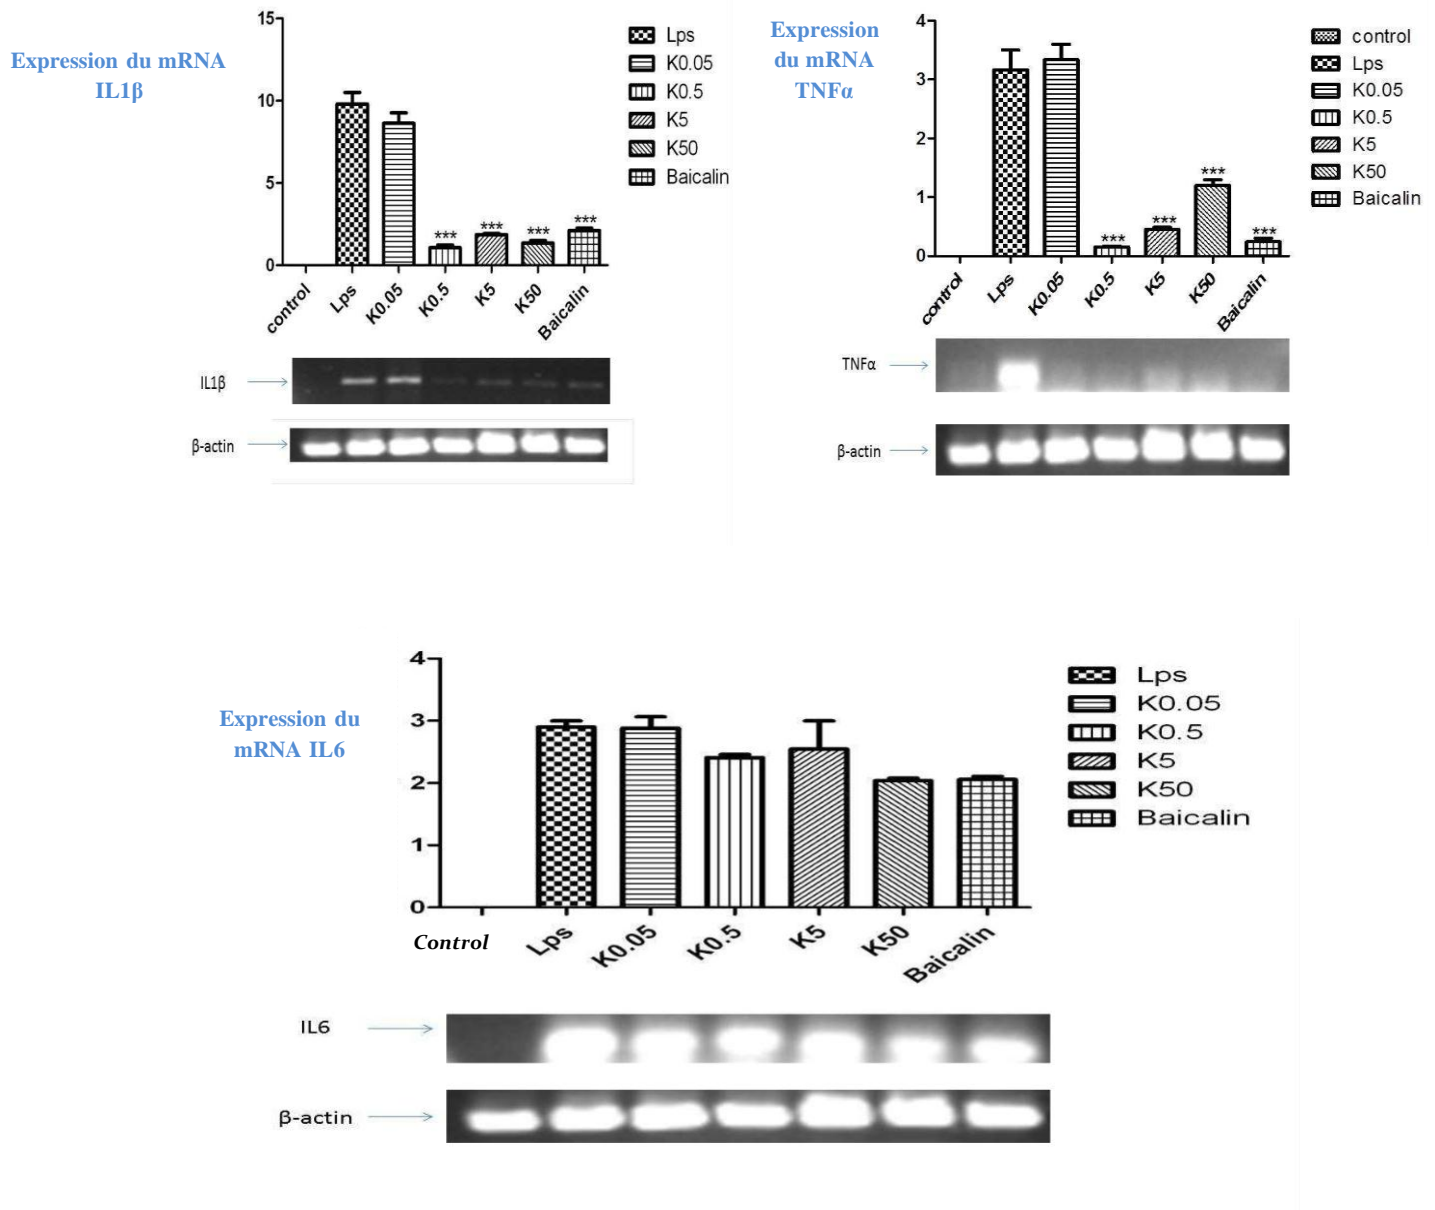 Expression du mRNA
IL1β
15
10
5
0
***
***
***
***
control
Lps
K0.05
K0.5
K5
K50
Baicalin
Lps
K0.05
K0.5
K5
K50
Baicalin
IL1β
β-actin
Expression
du mRNA
TNFα
4
3
2
1
0
***
***
***
***
control
Lps
K0.05
K0.5
K5
K50
Baicalin
control
Lps
K0.05
K0.5
K5
K50
Baicalin
TNFα
β-actin
Expression du
mRNA IL6
4
3
2
1
0
Control
Lps
K0.05
K0.5
K5
K50
Baicalin
Lps
K0.05
K0.5
K5
K50
Baicalin
IL6
β-actin